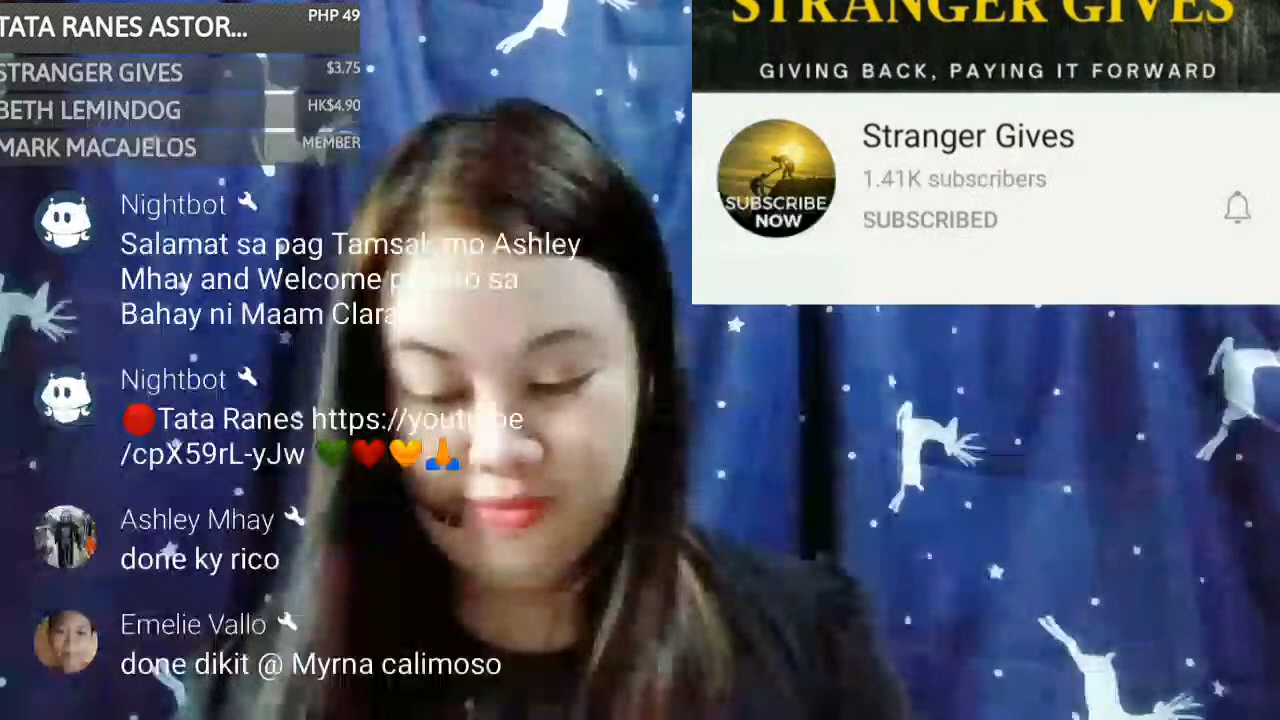 TATA RANES ASTOR...
PHP 49
STRANGER GIVES
$3.75
BETH LEMINDOG
HK$4.90
MARK MACAJELOS
MEMBER
Nightbot
Salamat sa pag Tamsak mo Ashley
Mhay and Welcome sa
Bahay ni Maam Clara
Nightbot
Tata Ranes
/cpX59rL-yJw
Ashley Mhay
done ky rico
Emelie Vallo
done dikit @ Myrna calimoso
STRANGER GIVES
GIVING BACK, PAYING IT FORWARD
SUBSCRIBE
NOW
Stranger Gives
1.41K subscribers
SUBSCRIBED